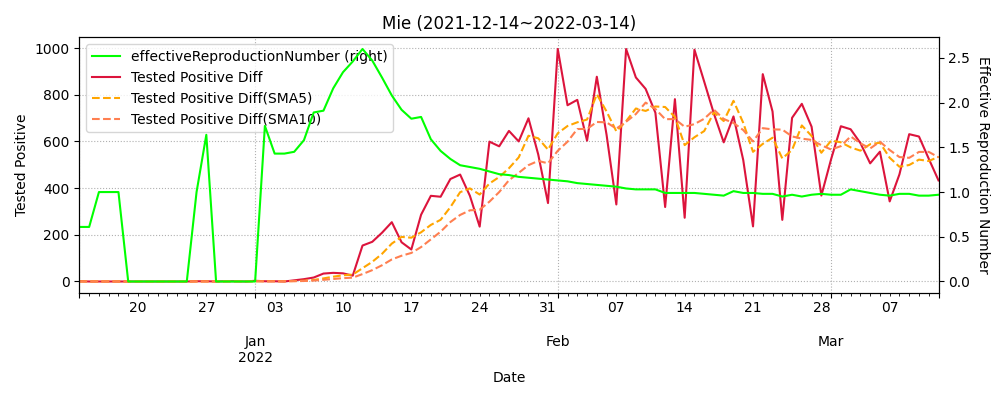 Mie (2021-12-14~2022-03-14)
effectiveReproductionNumber (right)
Tested Positive Diff
Tested Positive Diff(SMA5)
Tested Positive Diff(SMA10)
Tested Positive
1000
800
600
400
200
0
Effective Reproduction Number
2.5
2.0
1.5
1.0
0.5
0.0
20 27 03 10 17 24 31 07 14 21 28 07
Jan Feb Mar
2022
Date